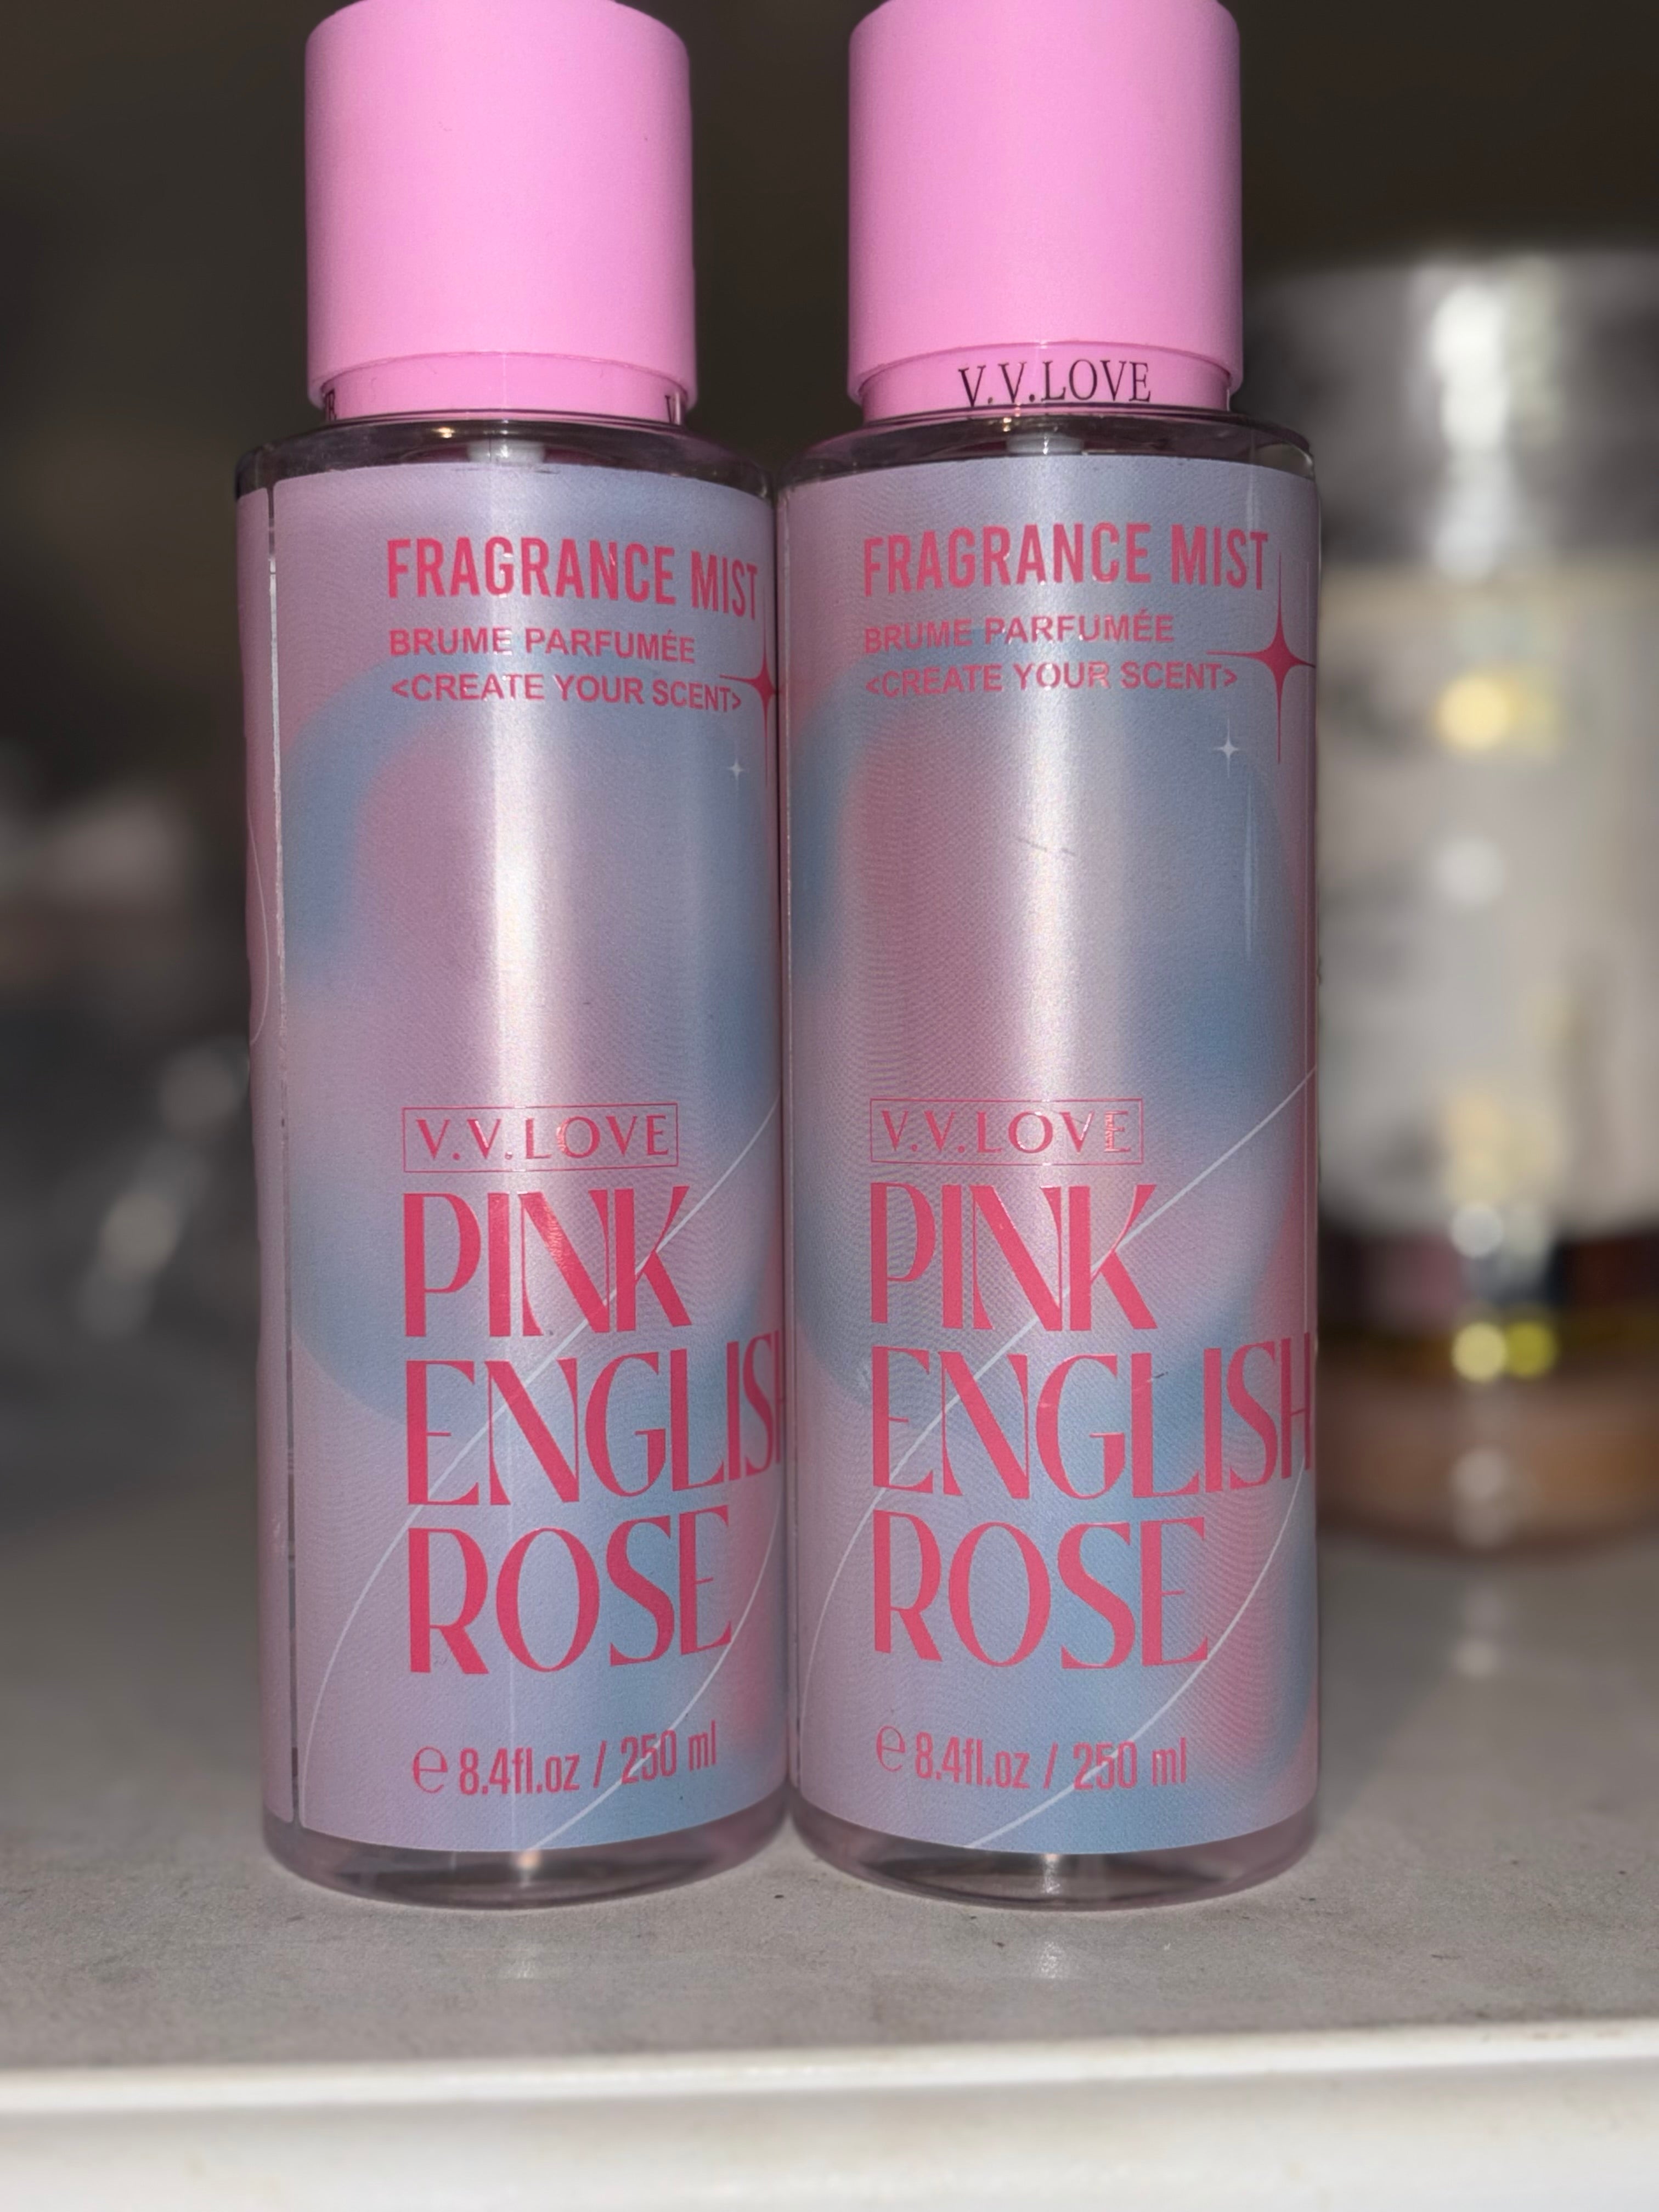 FRAGRANCE MIST
BRUME PARFUMÉE
<CREATE YOUR SCENT>
V.V.LOVE
PINK
ENGLISH
ROSE
℮ 8.4fl.oz / 250 ml
V.V.LOVE
FRAGRANCE MIST
BRUME PARFUMÉE
<CREATE YOUR SCENT>
V.V.LOVE
PINK
ENGLISH
ROSE
℮ 8.4fl.oz / 250 ml